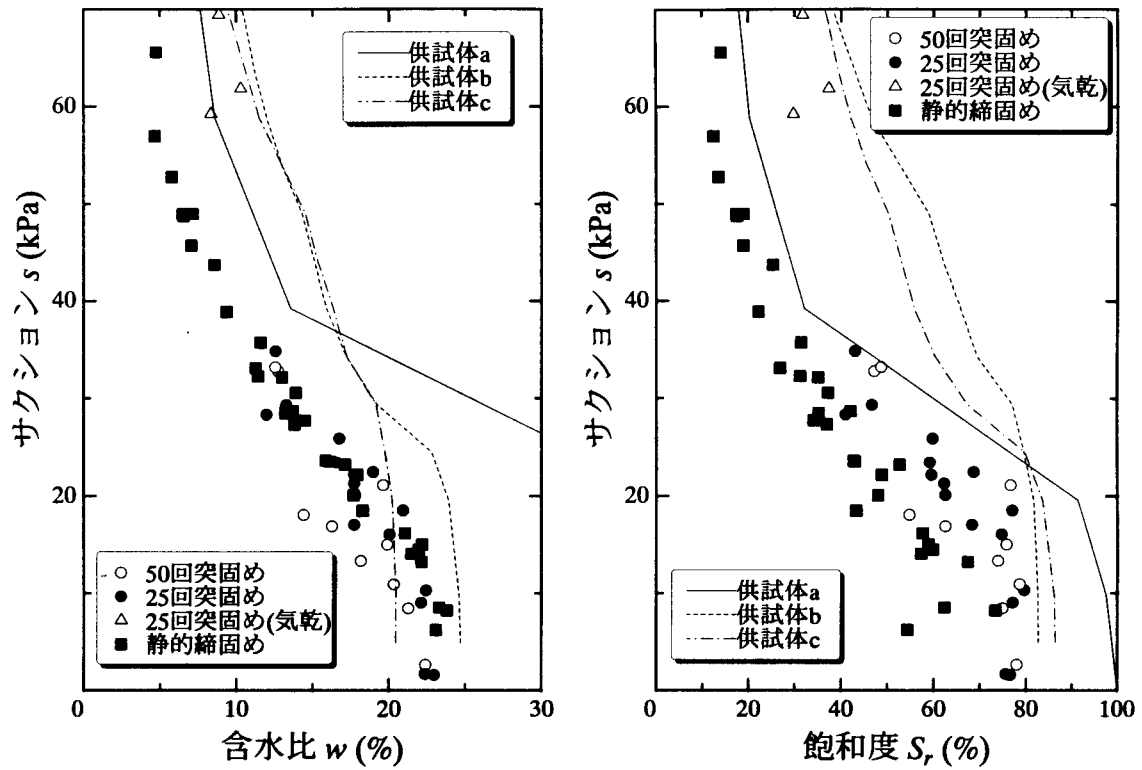 供試体a
供試体b
供試体c
60
40
20
サクション s (kPa)
50回突固め
25回突固め
25回突固め(気乾)
静的締固め
0
10
20
30
含水比 w (%)
50回突固め
25回突固め
25回突固め(気乾)
静的締固め
60
40
20
サクション s (kPa)
供試体a
供試体b
供試体c
0
20
40
60
80
100
飽和度 Sr (%)